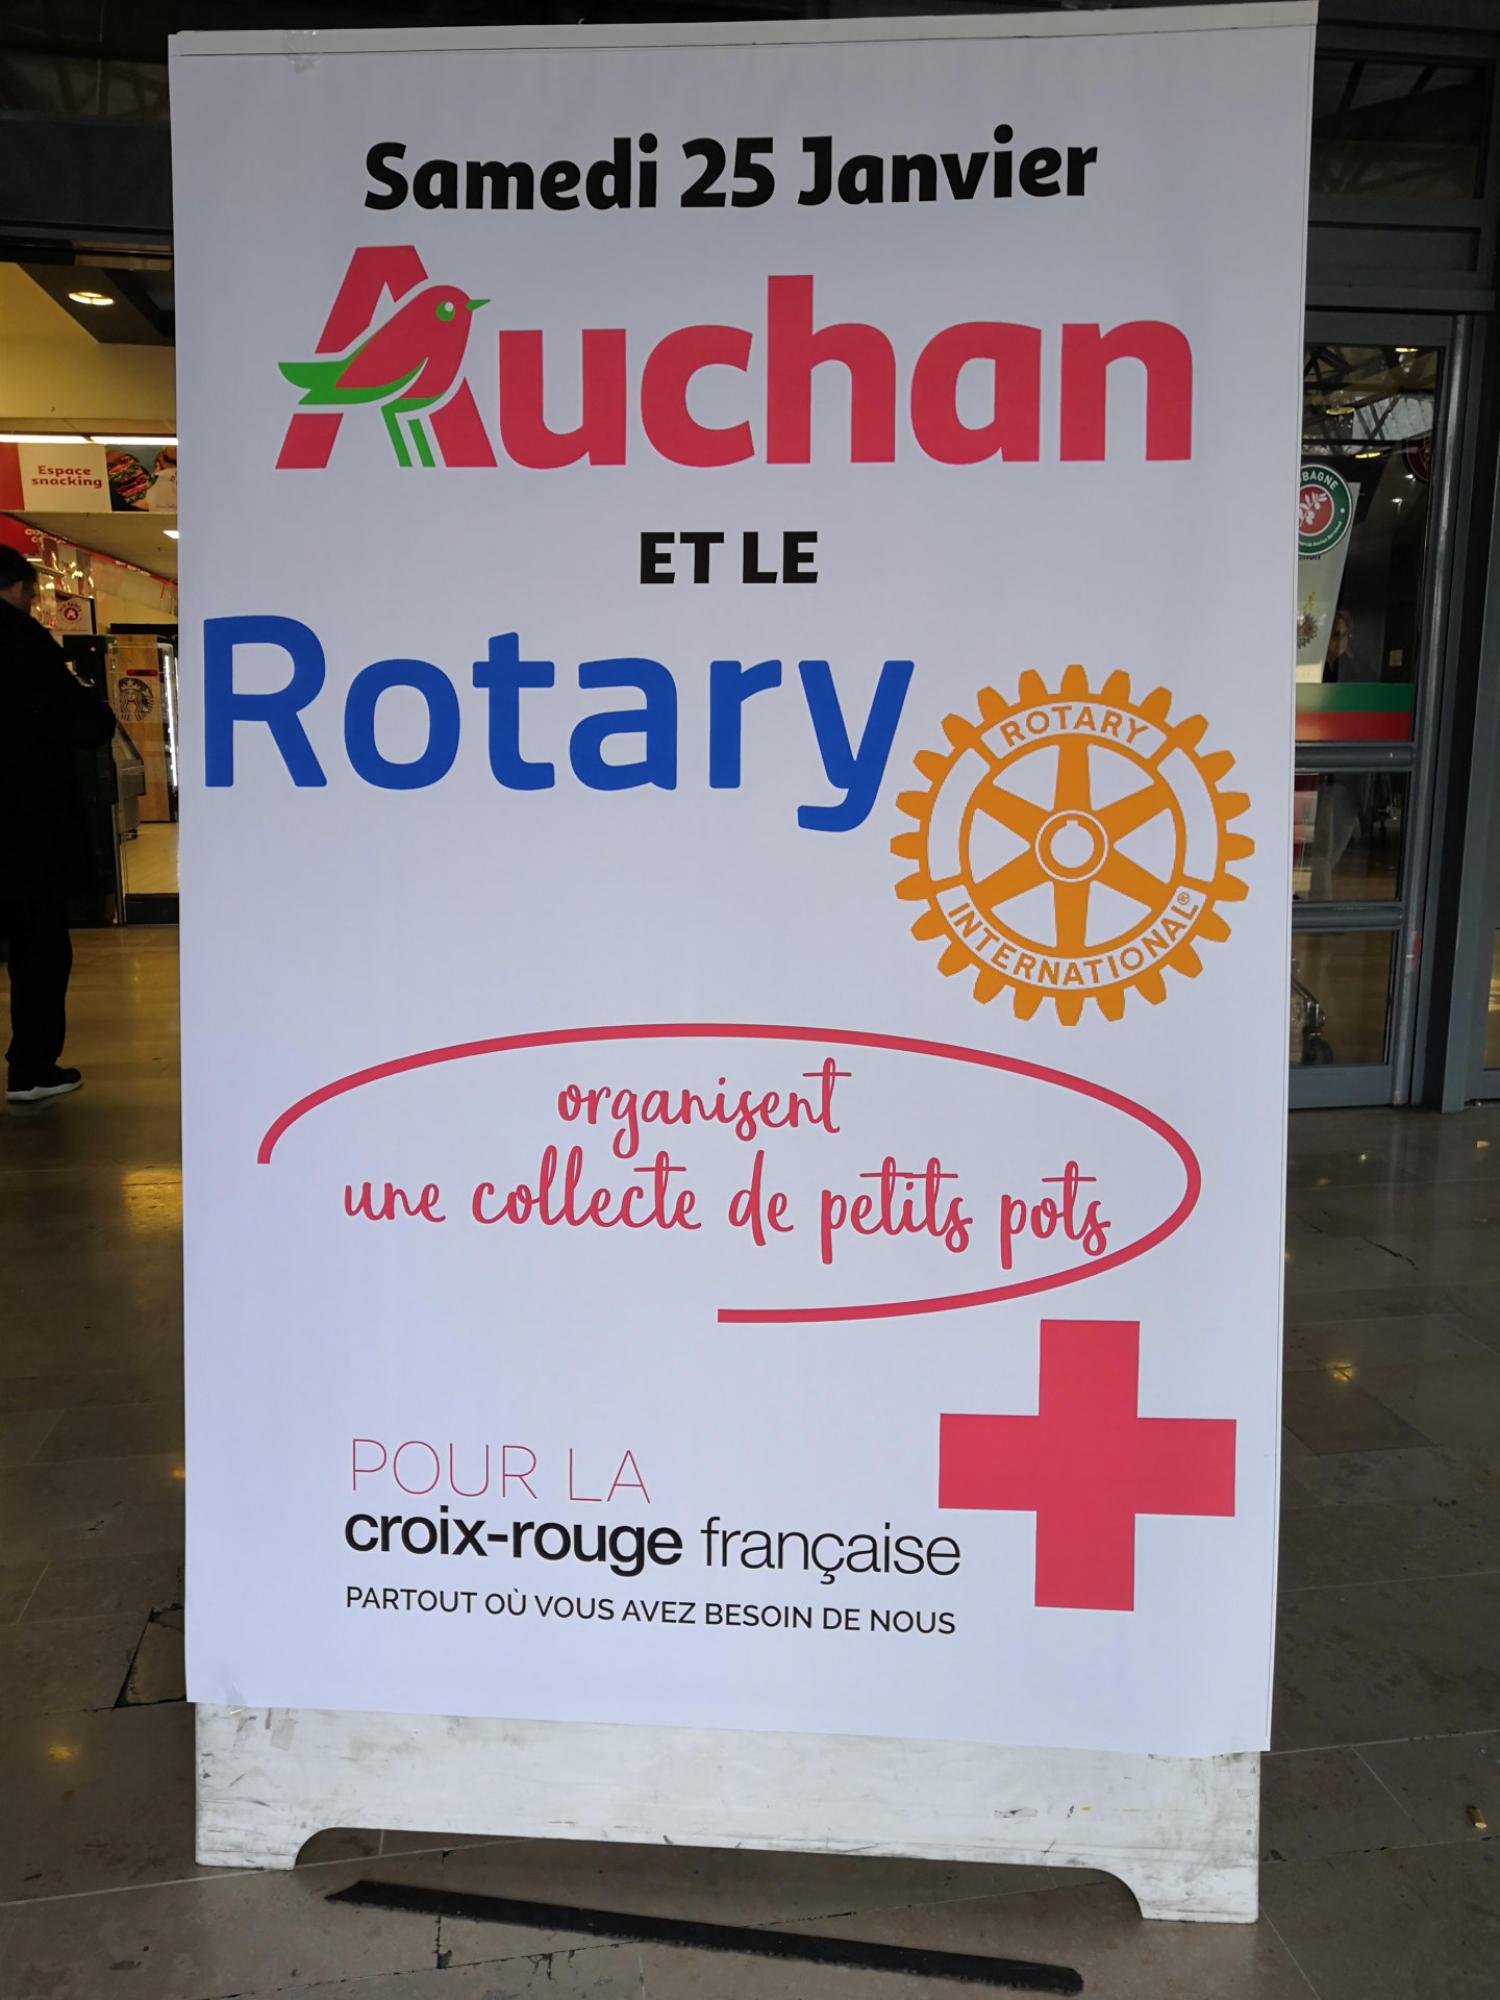 Samedi 25 Janvier
Auchan
ET LE
Rotary
ROTARY
INTERNATIONAL®
organisent
une collecte de petits pots
POUR LA
croix-rouge française
PARTOUT OÙ VOUS AVEZ BESOIN DE NOUS
Espace
snacking
BAGNE